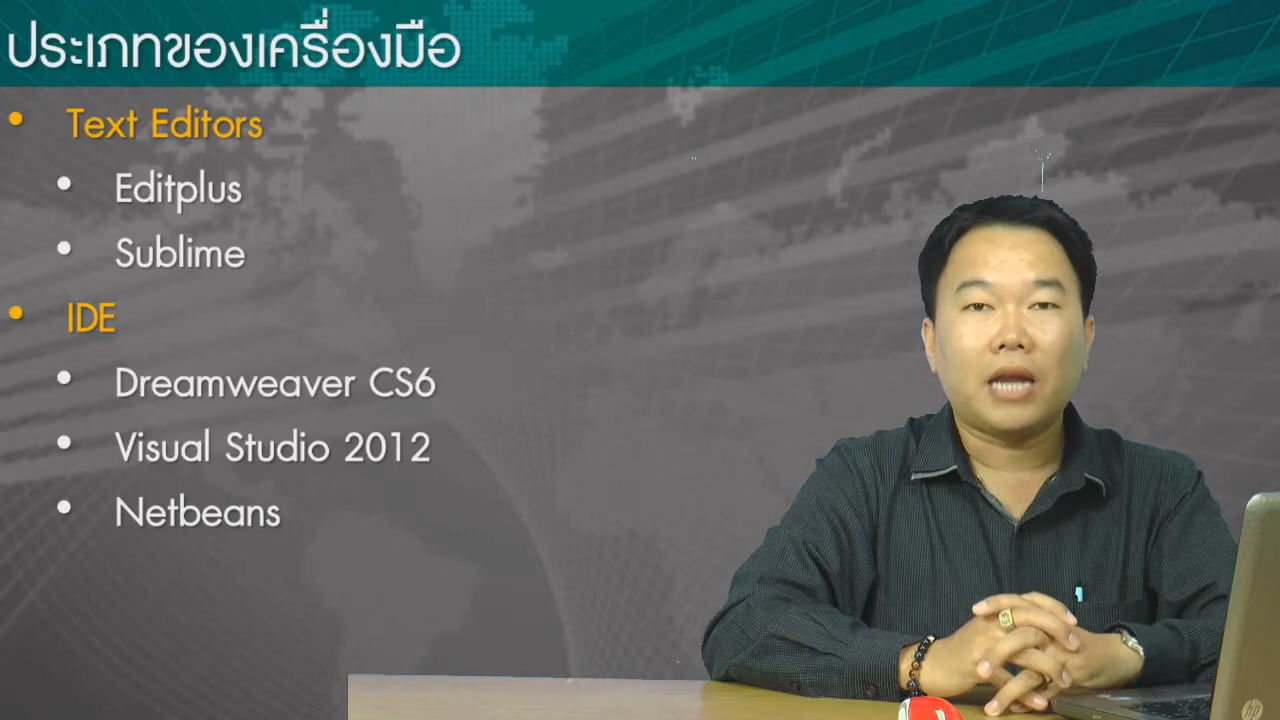 ประเภทของเครื่องมือ
• Text Editors
• Editplus
• Sublime
• IDE
• Dreamweaver CS6
• Visual Studio 2012
• Netbeans
hp